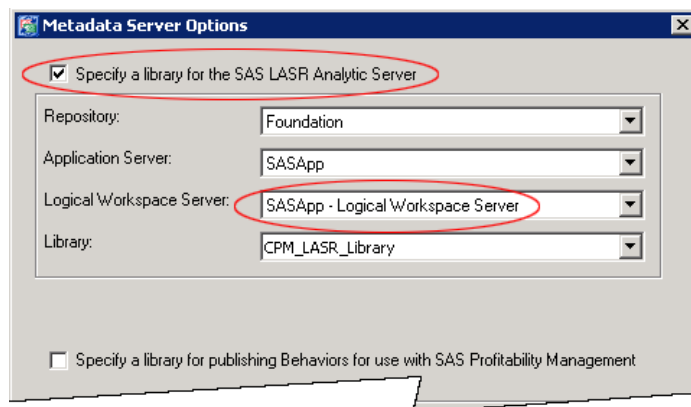 Metadata Server Options
Specify a library for the SAS LASR Analytic Server
Repository: Foundation
Application Server: SASApp
Logical Workspace Server: SASApp - Logical Workspace Server
Library: CPM_LASR_Library
Specify a library for publishing Behaviors for use with SAS Profitability Management